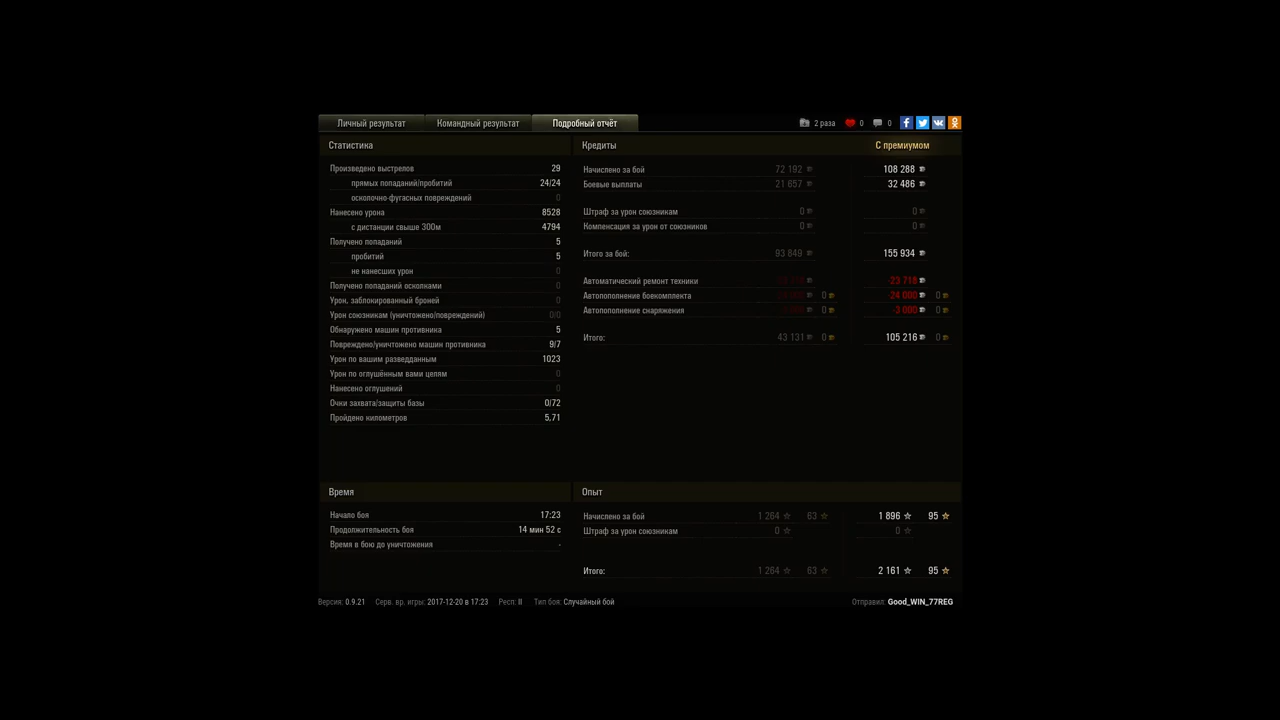 Личный результат Командный результат Подробный отчёт 2 раза 0 0
Статистика
Произведено выстрелов 29
прямых попаданий/пробитий 24/24
осколочно-фугасных повреждений 0
Нанесено урона 8528
с дистанции свыше 300м 4794
Получено попаданий 5
пробитий 5
не нанесших урон 0
Получено попаданий осколками 0
Урон, заблокированный броней 0
Урон союзникам (уничтожено/повреждений) 0/0
Обнаружено машин противника 5
Повреждено/уничтожено машин противника 9/7
Урон по вашим разведданным 1023
Урон по оглушённым вами целям 0
Нанесено оглушений 0
Очки захвата/защиты базы 0/72
Пройдено километров 5,71
Кредиты С премиумом
Начислено за бой 72 192 108 288
Боевые выплаты 21 657 32 486
Штраф за урон союзникам 0 0
Компенсация за урон от союзников 0 0
Итого за бой: 93 849 155 934
Автоматический ремонт техники -23 718
Автопополнение боекомплекта 0 -24 000 0
Автопополнение снаряжения 0 -3 000 0
Итого: 43 131 0 105 216 0
Время
Начало боя 17:23
Продолжительность боя 14 мин 52 с
Время в бою до уничтожения -
Опыт
Начислено за бой 1 264 63 1 896 95
Штраф за урон союзникам 0 0
Итого: 1 264 63 2 161 95
Версия: 0.9.21 Серв. вр. игры: 2017-12-20 в 17:23 Респ: II Тип боя: Случайный бой Отправил: Good_WIN_77REG